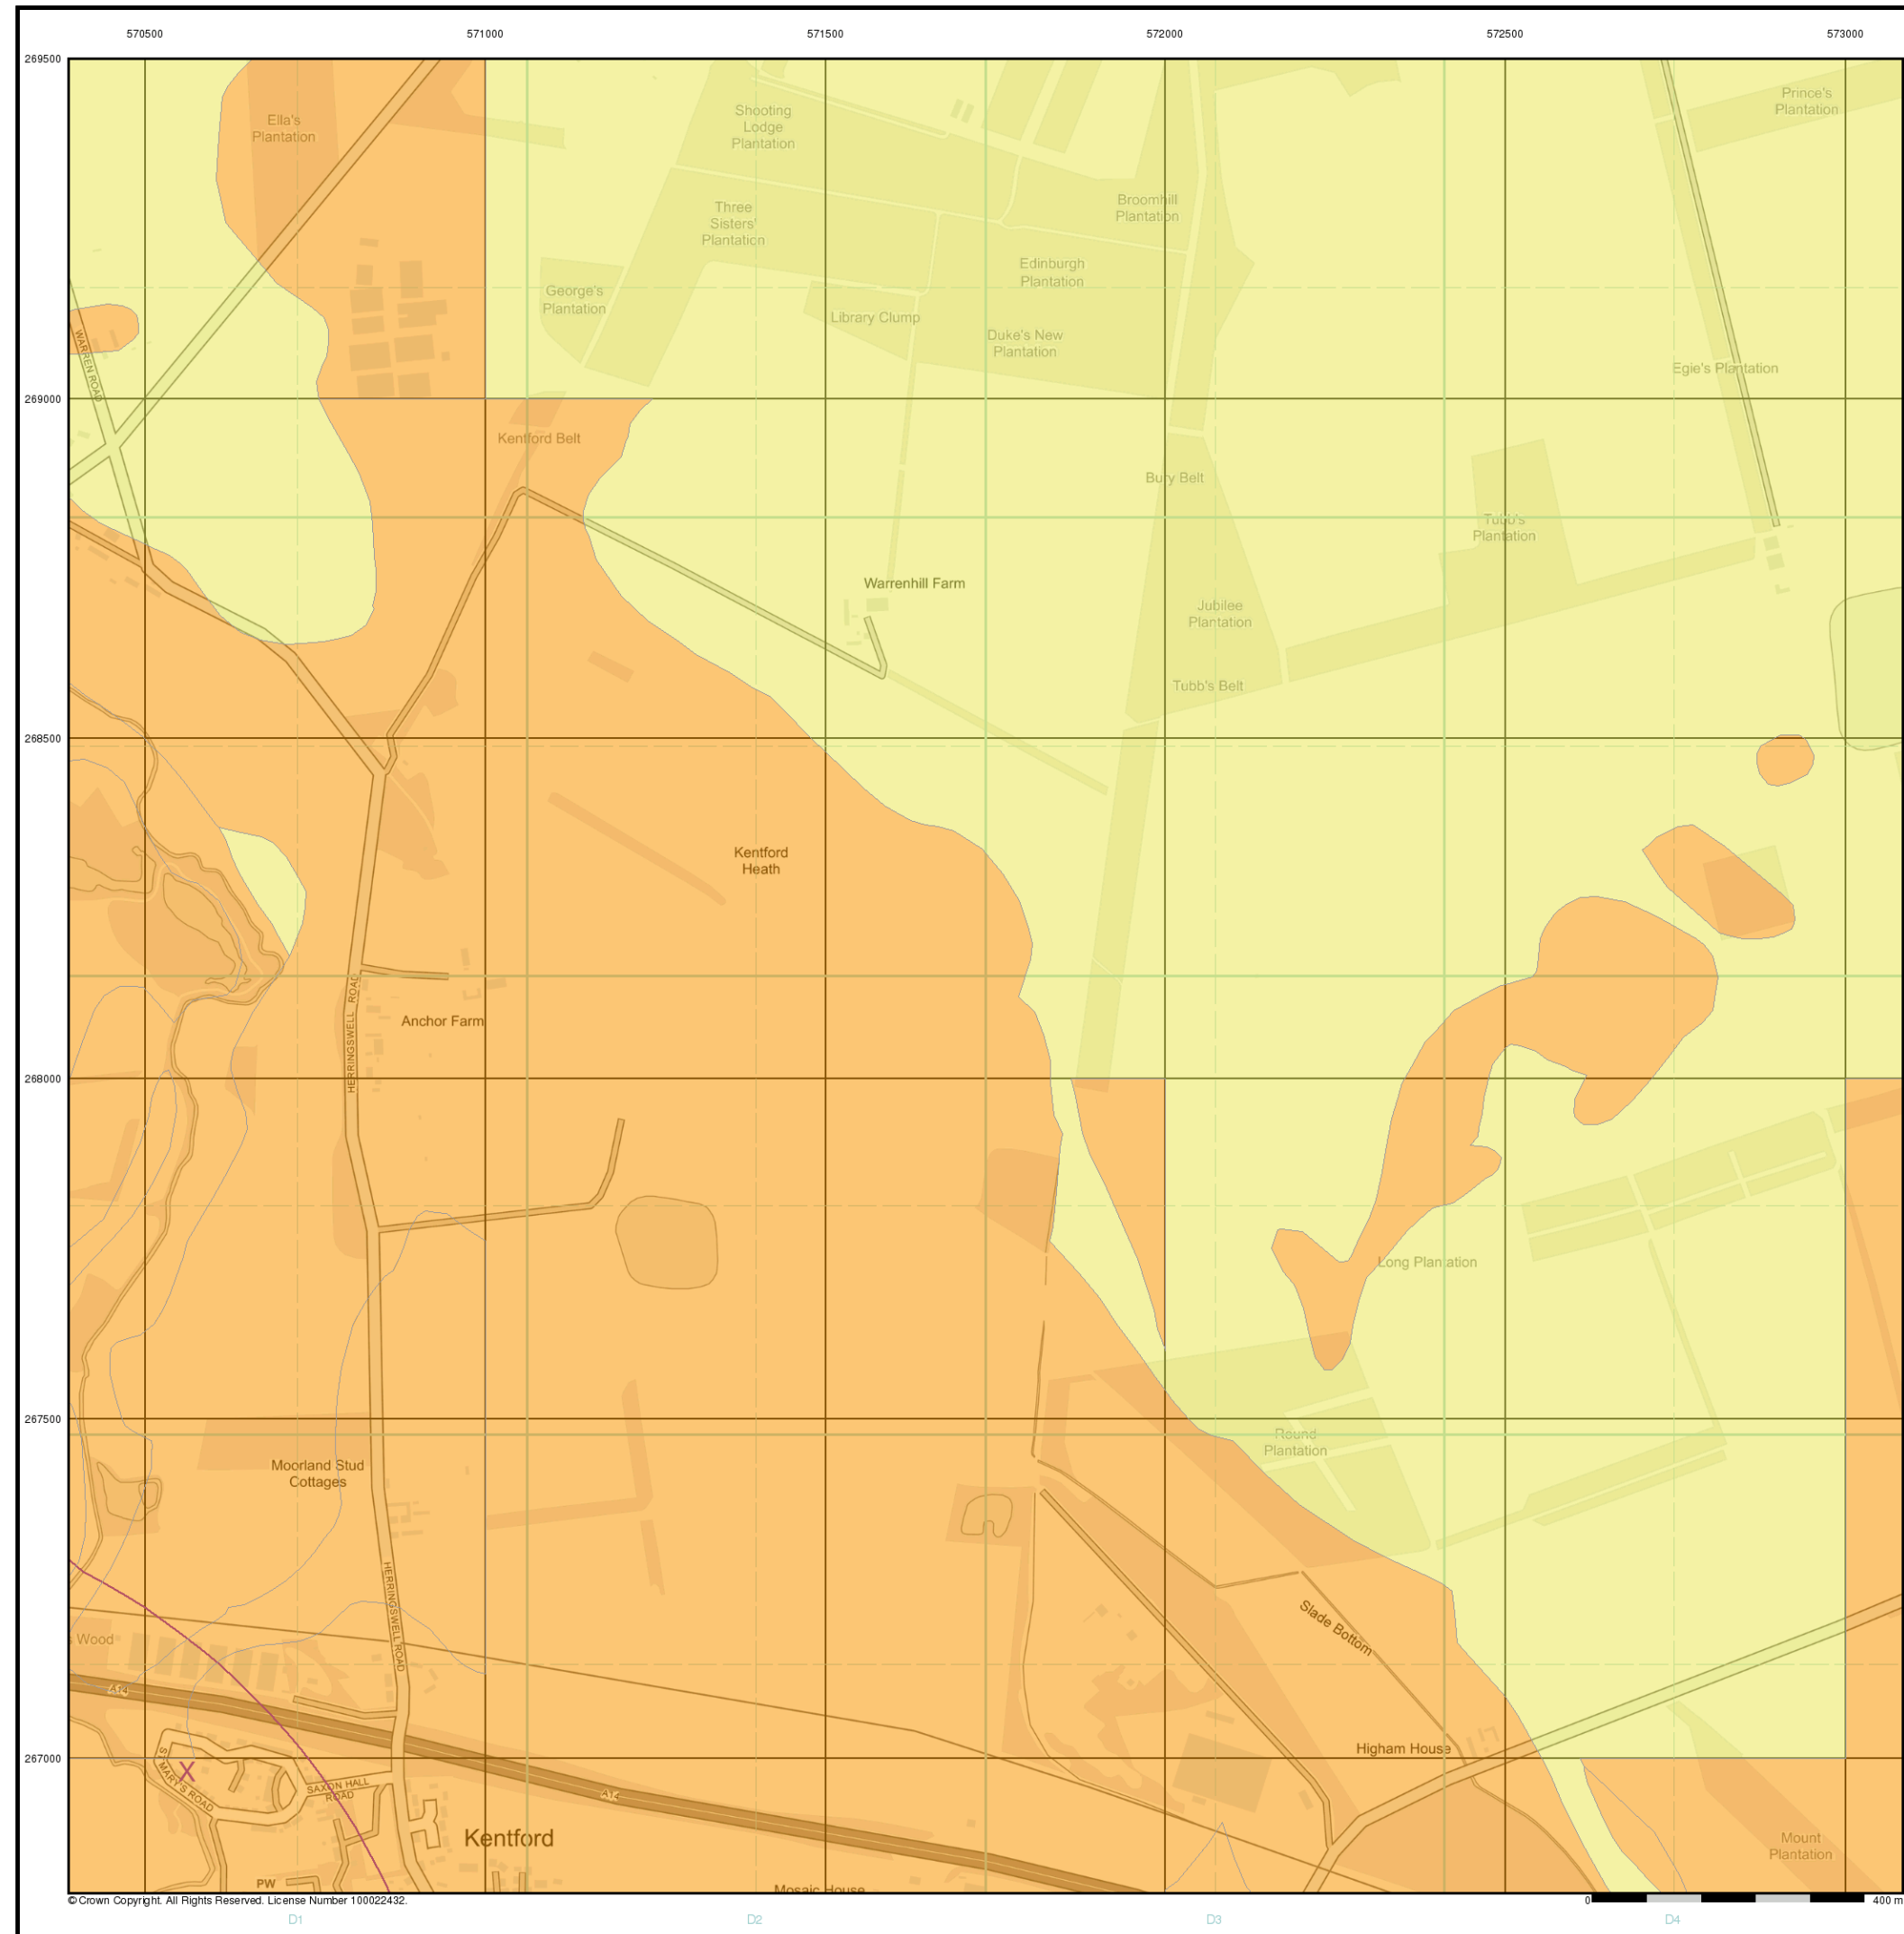 570500 571000 571500 572000 572500 573000
269500
Ella's
Plantation
Shooting
Lodge
Plantation
Prince's
Plantation
Three
Sisters'
Plantation
Broomhill
Plantation
Edinburgh
Plantation
George's
Plantation
Library Clump
Duke's New
Plantation
WARREN ROAD
Egie's Plantation
269000
Kentford Belt
Bury Belt
Tubb's
Plantation
Warrenhill Farm
Jubilee
Plantation
Tubb's Belt
268500
Kentford
Heath
HERRINGSWELL ROAD
Anchor Farm
268000
Long Plantation
267500
Round
Plantation
Moorland Stud
Cottages
HERRINGSWELL ROAD
Slade Bottom
s Wood
A14
267000
Higham House
X
ST MARY'S ROAD
SAXON HALL
ROAD
A14
Kentford
Mount
Plantation
PW
Mosaic House
© Crown Copyright. All Rights Reserved. License Number 100022432.
0 400 m
D1 D2 D3 D4